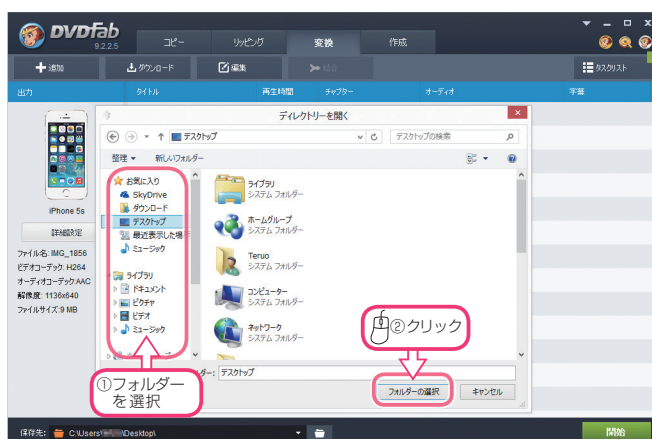 DVDFab
9.2.2.5
コピー
リッピング
変換
作成
追加
ダウンロード
編集
結合
タスクリスト
出力
タイトル
再生時間
チャプター
オーディオ
字幕
ディレクトリーを開く
デスクトップ
デスクトップの検索
整理
新しいフォルダー
お気に入り
SkyDrive
ダウンロード
デスクトップ
最近表示した場
ミュージック
ライブラリ
ドキュメント
ピクチャ
ビデオ
ミュージック
ライブラリ
システム フォルダー
ホームグループ
システム フォルダー
Teruo
システム フォルダー
コンピューター
システム フォルダー
ネットワーク
システム フォルダー
iPhone 5s
詳細設定
ファイル名: IMG_1856
ビデオコーデック: H264
オーディオコーデック:AAC
解像度: 1136x640
ファイルサイズ:9 MB
②クリック
①フォルダー
を選択
ルダー: デスクトップ
フォルダーの選択
キャンセル
保存先:
C:\Users\
\Desktop\
開始